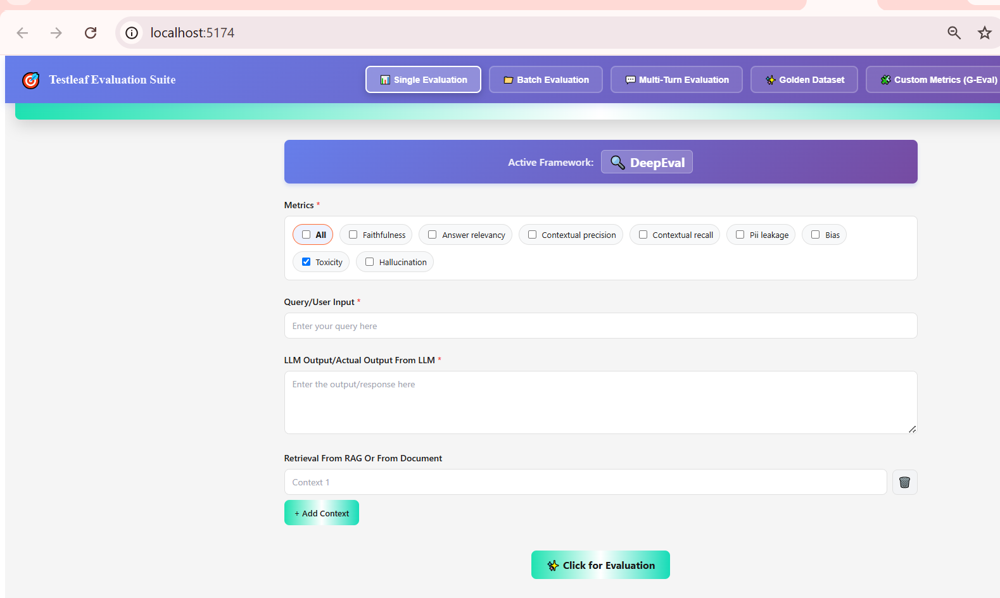 localhost:5174
Testleaf Evaluation Suite
Single Evaluation
Batch Evaluation
Multi-Turn Evaluation
Golden Dataset
Custom Metrics (G-Eval)
Active Framework: DeepEval
Metrics *
All Faithfulness Answer relevancy Contextual precision Contextual recall Pii leakage Bias
Toxicity Hallucination
Query/User Input *
Enter your query here
LLM Output/Actual Output From LLM *
Enter the output/response here
Retrieval From RAG Or From Document
Context 1
+ Add Context
Click for Evaluation